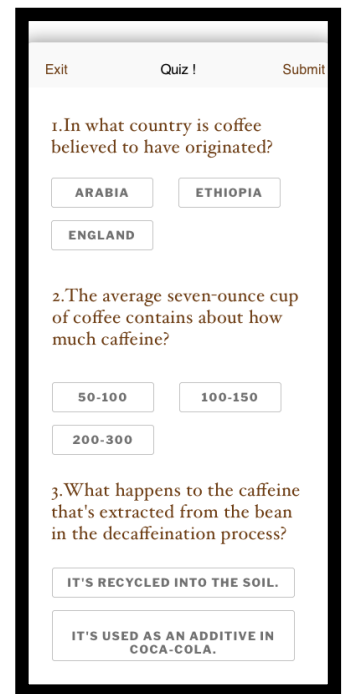 Exit Quiz ! Submit
1.In what country is coffee
believed to have originated?
ARABIA ETHIOPIA
ENGLAND
2.The average seven-ounce cup
of coffee contains about how
much caffeine?
50-100 100-150
200-300
3.What happens to the caffeine
that's extracted from the bean
in the decaffeination process?
IT'S RECYCLED INTO THE SOIL.
IT'S USED AS AN ADDITIVE IN
COCA-COLA.